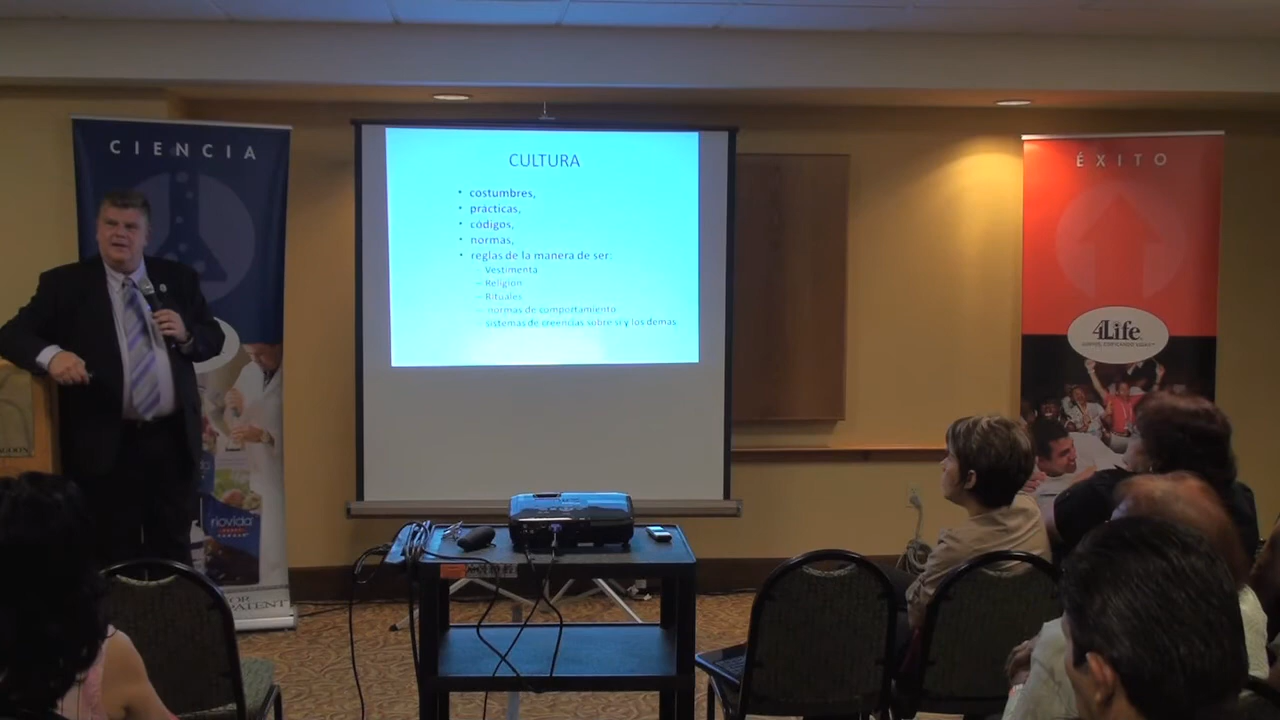 CIENCIA
CULTURA
• costumbres,
• practicas,
• códigos,
• normas,
• reglas de la manera de ser:
– Vestimenta
– Religion
– Rituales
– normas de comportamiento
– sistemas de creencias sobre si y los demas
ÉXITO
4Life
riovida